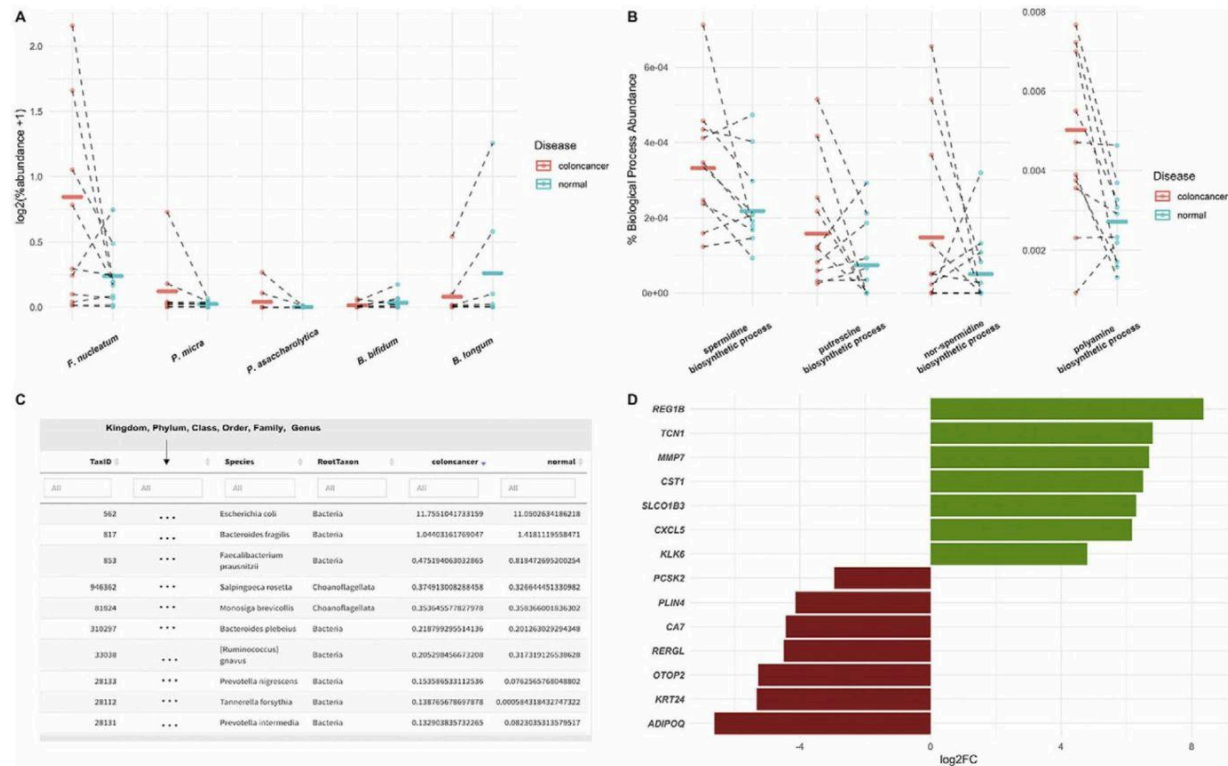 A
log2(%abundance +1)
2.0
1.5
1.0
0.5
0.0
F. nucleatum
P. micra
P. asaccharolytica
B. bifidum
B. longum
Disease
coloncancer
normal
B
% Biological Process Abundance
6e-04
4e-04
2e-04
0e+00
0.008
0.006
0.004
0.002
spermidine
biosynthetic process
putrescine
biosynthetic process
nor-spermidine
biosynthetic process
polyamine
biosynthetic process
Disease
coloncancer
normal
C
Kingdom, Phylum, Class, Order, Family, Genus
TaxID Species RootTaxon coloncancer normal
All All All All All All
562 ... Escherichia coli Bacteria 11.7551041733159 11.0502634186218
817 ... Bacteroides fragilis Bacteria 1.04403161769047 1.4181119558471
853 ... Faecalibacterium Bacteria 0.475194063032865 0.818472695200254
prausnitzii
946362 ... Salpingoeca rosetta Choanoflagellata 0.374913008288458 0.326644451330982
81824 ... Monosiga brevicollis Choanoflagellata 0.353645577827978 0.358366001836302
310297 ... Bacteroides plebeius Bacteria 0.218799295514136 0.201263029294348
33038 ... [Ruminococcus] Bacteria 0.205298456673208 0.317319126538628
gnavus
28133 ... Prevotella nigrescens Bacteria 0.153586533112536 0.0762565768048802
28112 ... Tannerella forsythia Bacteria 0.138765678697878 0.000584318432747322
28131 ... Prevotella intermedia Bacteria 0.132903835732265 0.0823035313579517
D
REG1B
TCN1
MMP7
CST1
SLCO1B3
CXCL5
KLK6
PCSK2
PLIN4
CA7
RERGL
OTOP2
KRT24
ADIPOQ
-4
0
4
8
log2FC